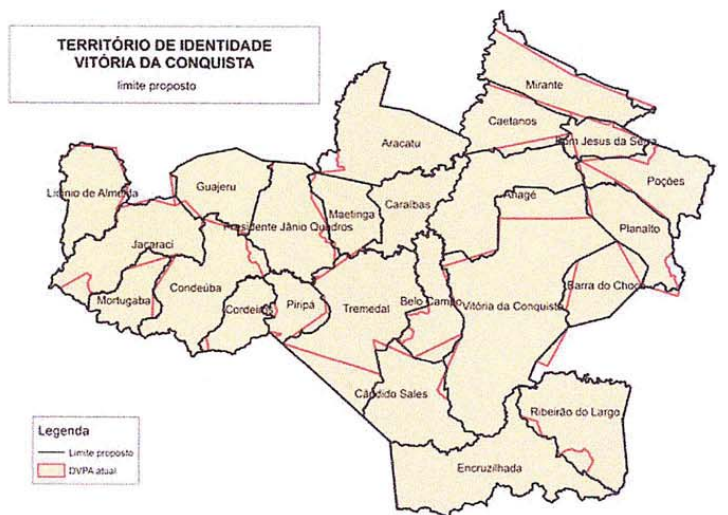 TERRITÓRIO DE IDENTIDADE
VITÓRIA DA CONQUISTA
limite proposto
Mirante
Caetanos
Bom Jesus da Serra
Aracatu
Poções
Licínio de Almeida
Guajeru
Maetinga
Caraíbas
Anagé
Presidente Jânio Quadros
Planalto
Jacaraci
Barra do Choça
Mortugaba
Condeúba
Cordeiros
Piripá
Tremedal
Belo Campo
Vitória da Conquista
Cândido Sales
Ribeirão do Largo
Encruzilhada
Legenda
Limite proposto
DVPA atual